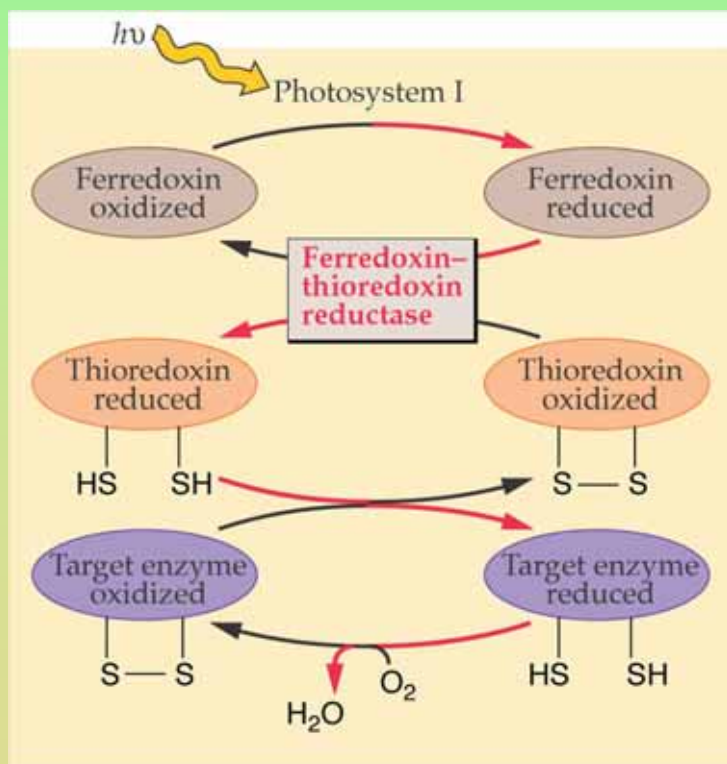 hυ
Photosystem I
Ferredoxin
oxidized
Ferredoxin
reduced
Ferredoxin–
thioredoxin
reductase
Thioredoxin
reduced
Thioredoxin
oxidized
HS SH
S — S
Target enzyme
oxidized
Target enzyme
reduced
S — S
HS SH
O₂
H₂O